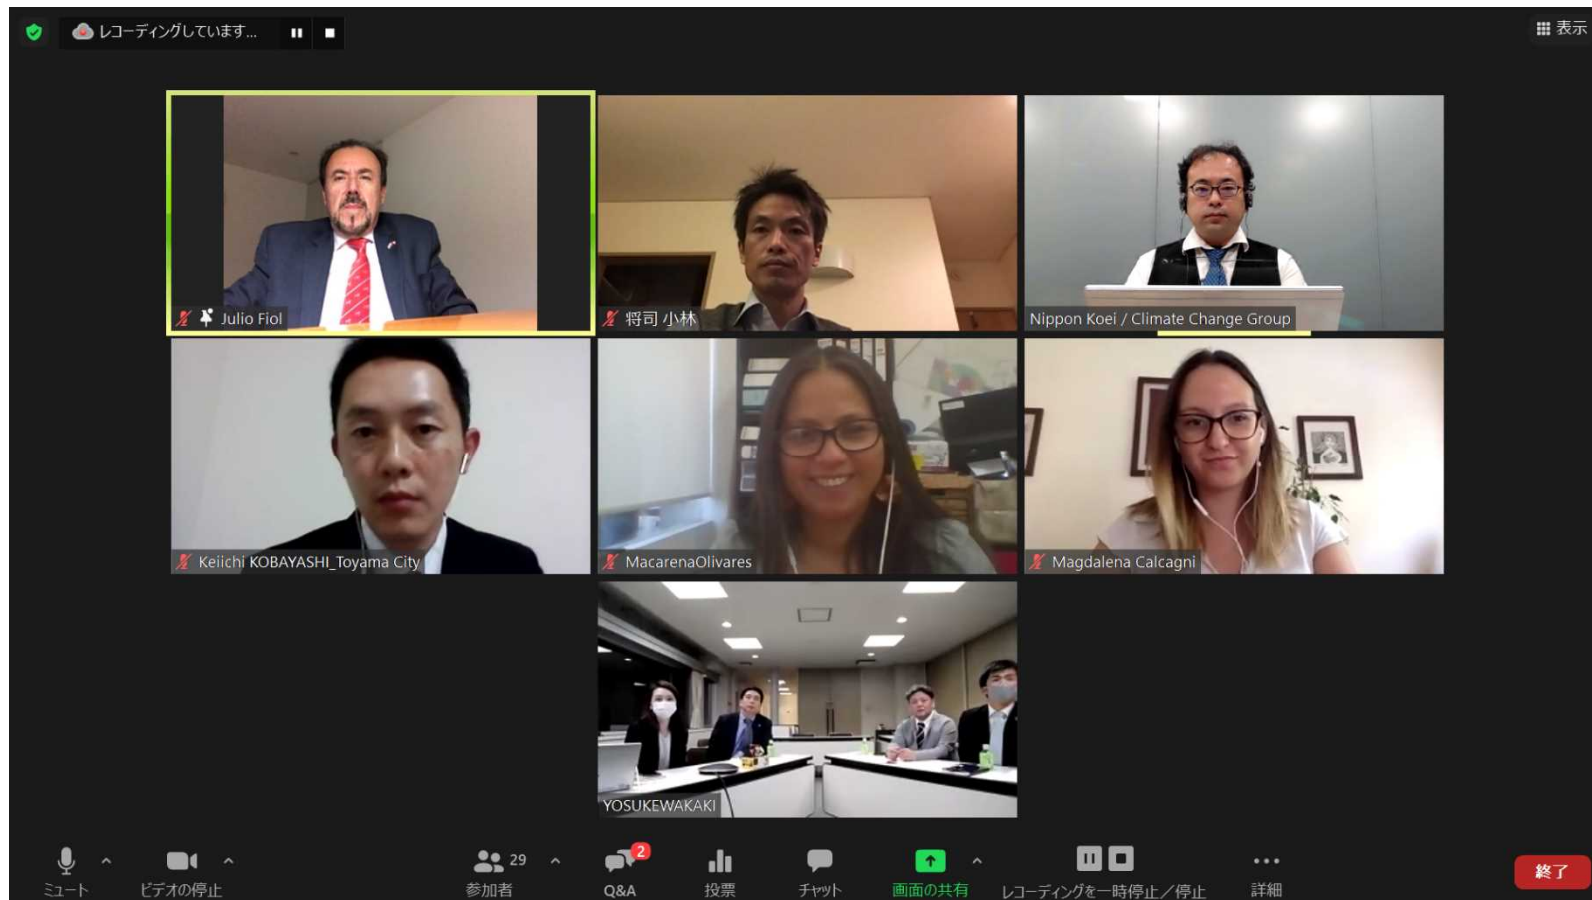 レコーディングしています...
表示
Julio Fiol
将司 小林
Nippon Koei / Climate Change Group
Keiichi KOBAYASHI_Toyama City
MacarenaOlivares
Magdalena Calcagni
YOSUKEWAKAKI
ミュート
ビデオの停止
29
参加者
2
Q&A
投票
チャット
画面の共有
レコーディングを一時停止／停止
詳細
終了